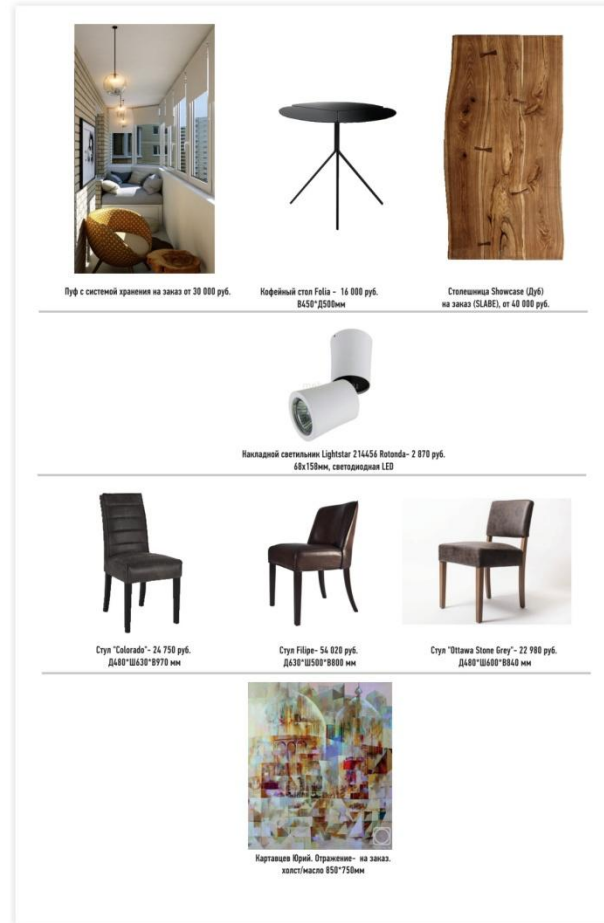 Пуф с системой хранения на заказ от 30 000 руб.
Кофейный стол Folia - 16 000 руб.
В450*Д500мм
Столешница Showcase (Дуб)
на заказ (SLABE), от 40 000 руб.
Накладной светильник Lightstar 214456 Rotonda- 2 870 руб.
68х158мм, светодиодная LED
Стул "Colorado"- 24 750 руб.
Д480*Ш630*В970 мм
Стул Filipe- 54 020 руб.
Д630*Ш500*В800 мм
Стул "Ottawa Stone Grey"- 22 980 руб.
Д480*Ш600*В840 мм
Картавцев Юрий. Отражение- на заказ.
холст/масло 850*750мм